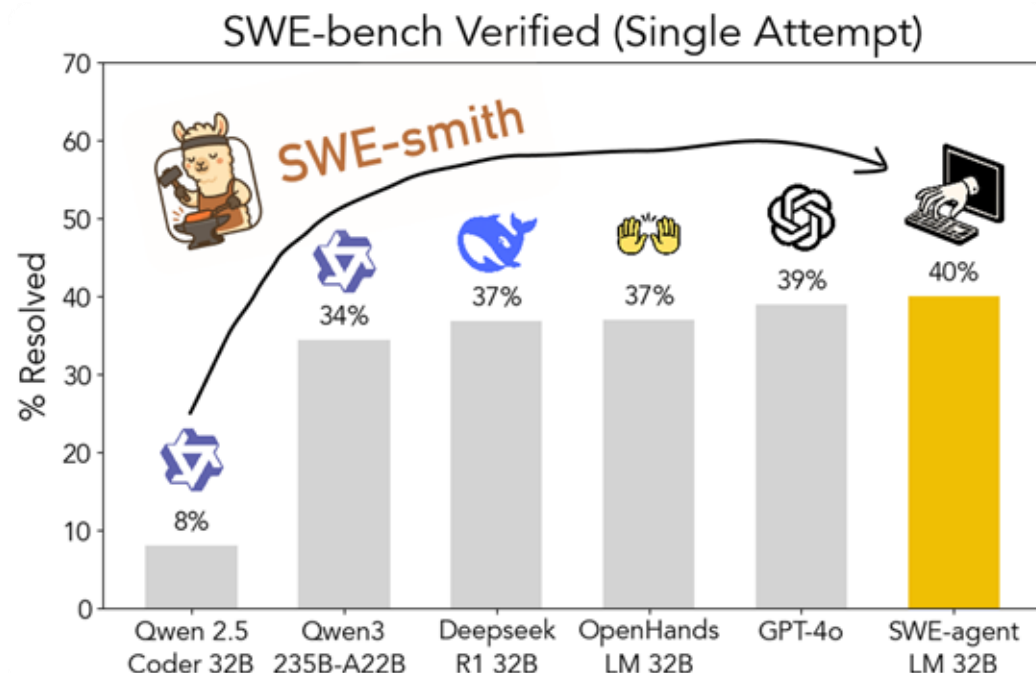 SWE-bench Verified (Single Attempt)
70
60
50
40
30
20
10
0
% Resolved
SWE-smith
8%
34%
37%
37%
39%
40%
Qwen 2.5
Coder 32B
Qwen3
235B-A22B
Deepseek
R1 32B
OpenHands
LM 32B
GPT-4o
SWE-agent
LM 32B